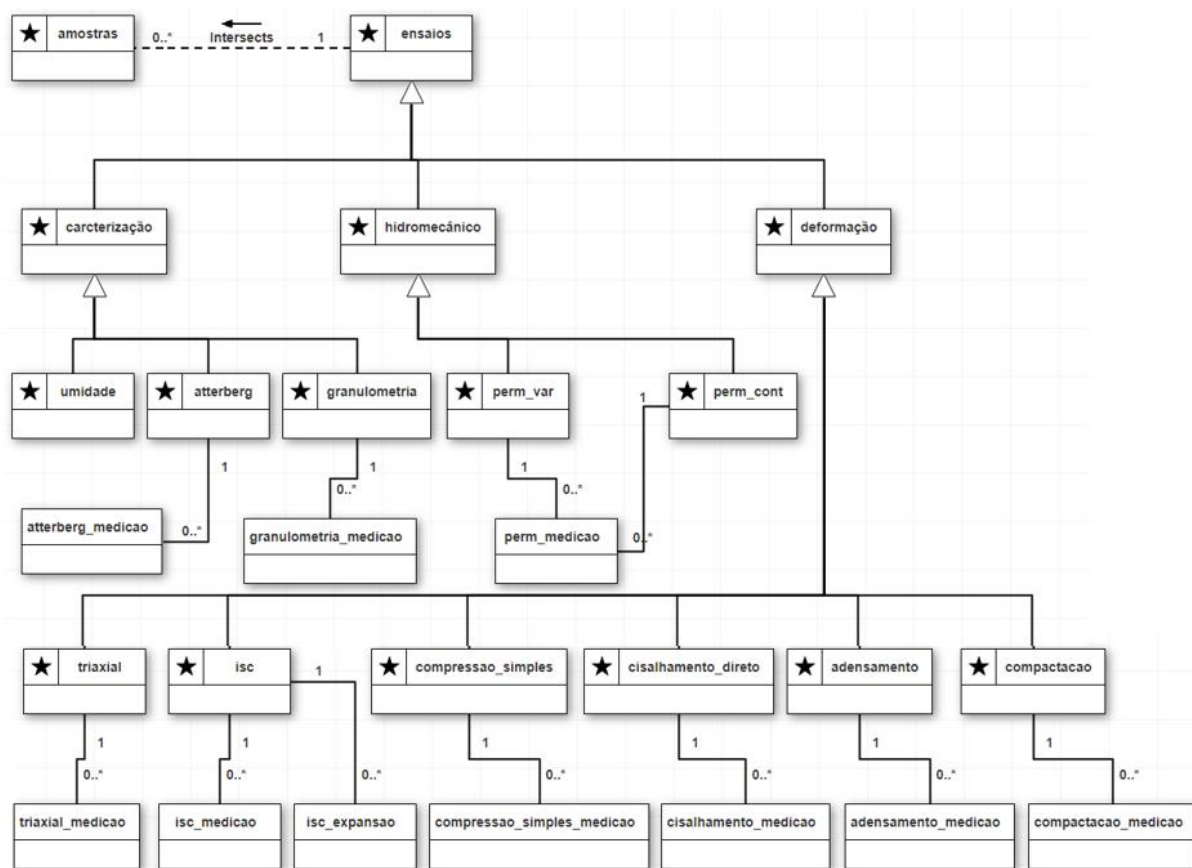 amostras
0..*
Intersects
1
ensaios
carcterização
hidromecânico
deformação
umidade
atterberg
granulometria
perm_var
perm_cont
1
1
1
1
0..*
0..*
atterberg_medicao
0..*
granulometria_medicao
perm_medicao
0..*
triaxial
isc
1
compressao_simples
cisalhamento_direto
adensamento
compactacao
1
1
1
1
1
1
0..*
0..*
0..*
0..*
0..*
0..*
0..*
triaxial_medicao
isc_medicao
isc_expansao
compressao_simples_medicao
cisalhamento_medicao
adensamento_medicao
compactacao_medicao